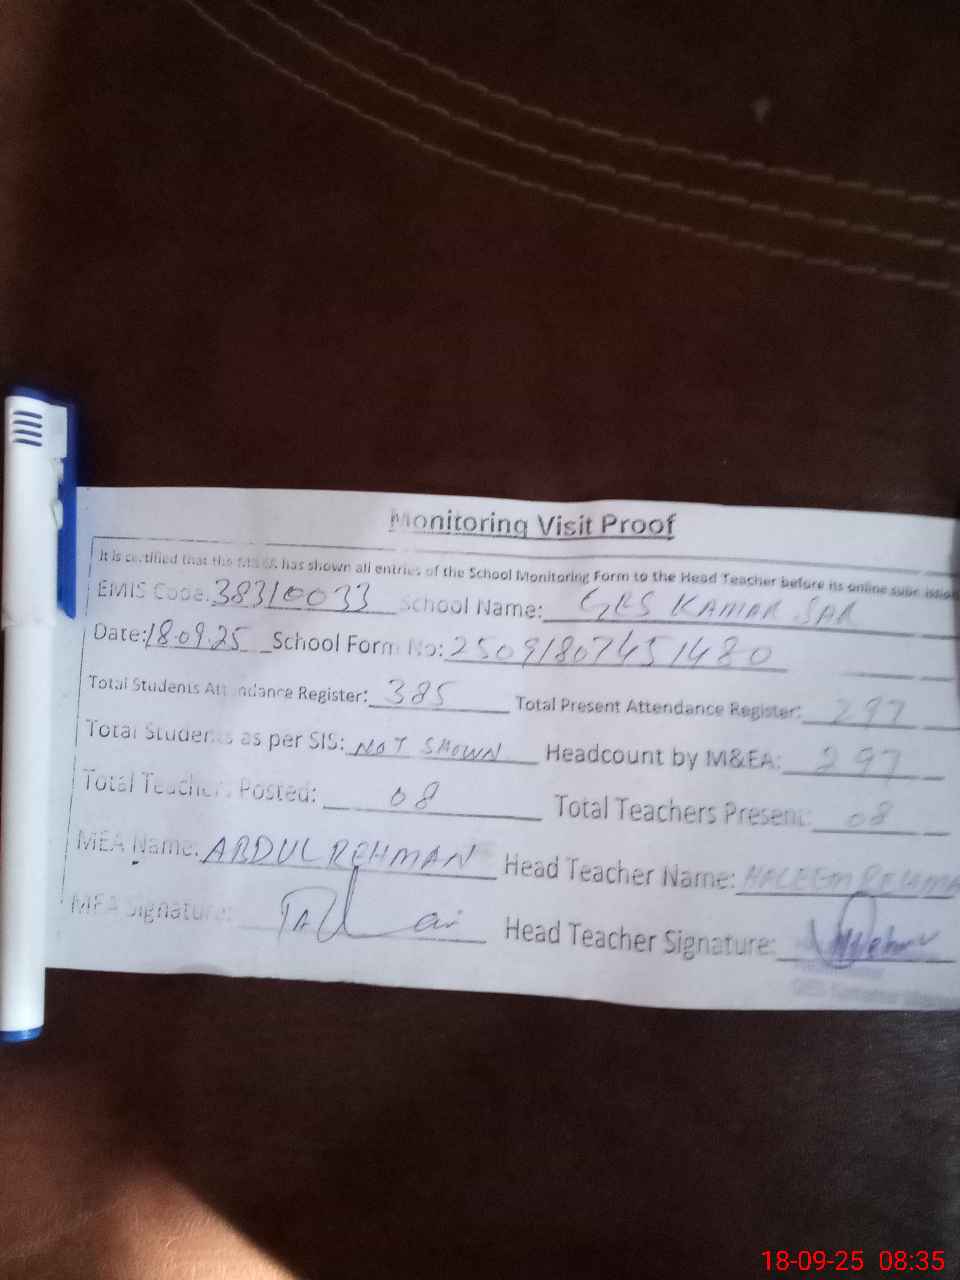 Monitoring Visit Proof
It is certified that the has shown all entries of the School Monitoring Form to the Head Teacher before its online
EMIS Code: 38310033 School Name: GES KAMAR SAR
Date: 18.09.25 School Form No: 2509180745 1480
Total Students Attendance Register: 385 Total Present Attendance Register: 297
Total Students as per SIS: NOT SHOWN Headcount by M&EA: 297
Total Teachers Posted: 08 Total Teachers Present: 08
MEA Name: ABDUL REHMAN Head Teacher Name: HALEEM
MEA Signature: Head Teacher Signature:
18-09-25 08:35